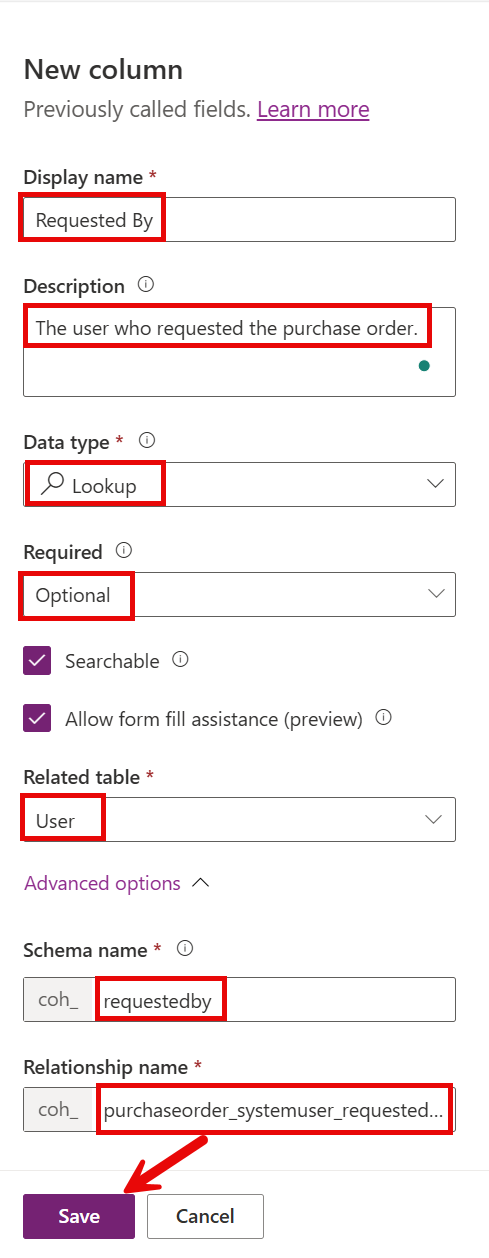 New column
Previously called fields. Learn more
Display name *
Requested By
Description
The user who requested the purchase order.
Data type *
Lookup
Required
Optional
Searchable
Allow form fill assistance (preview)
Related table *
User
Advanced options
Schema name *
coh_ requestedby
Relationship name *
coh_ purchaseorder_systemuser_requested...
Save Cancel